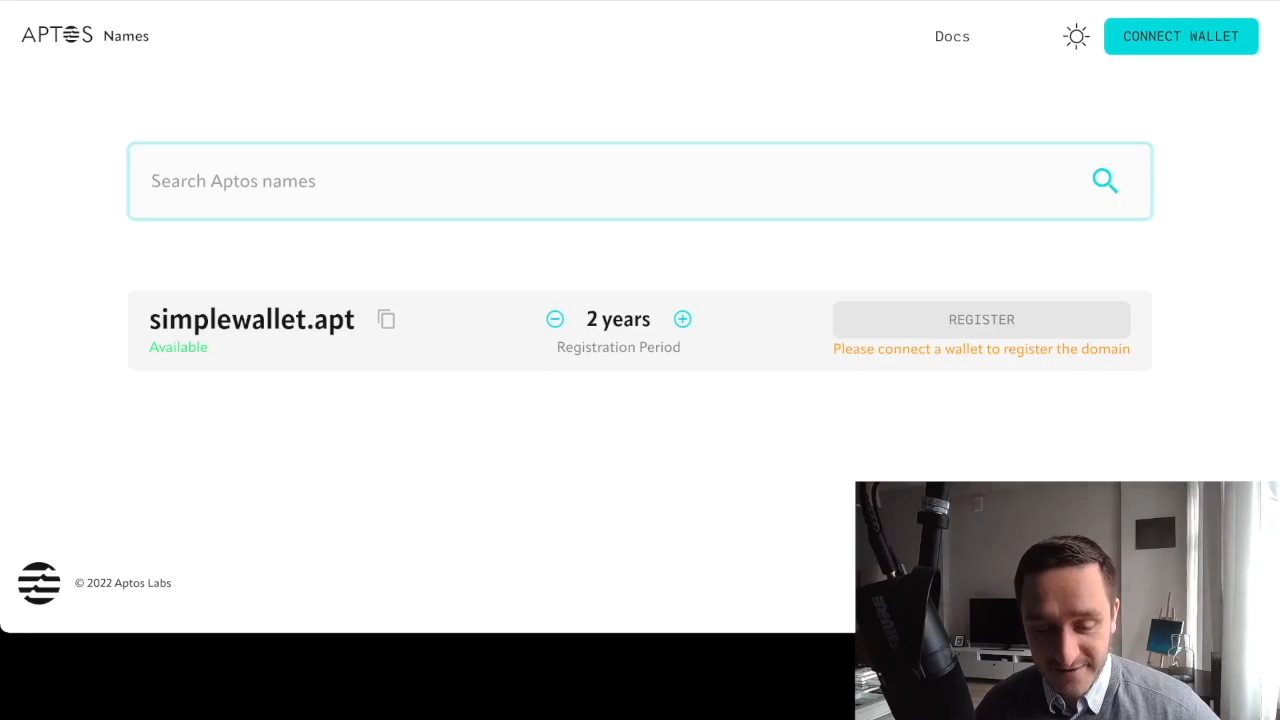 APTOS Names
Docs
CONNECT WALLET
Search Aptos names
simplewallet.apt
Available
2 years
Registration Period
REGISTER
Please connect a wallet to register the domain
© 2022 Aptos Labs
SHURE